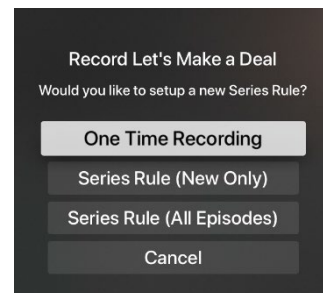 Record Let's Make a Deal
Would you like to setup a new Series Rule?
One Time Recording
Series Rule (New Only)
Series Rule (All Episodes)
Cancel